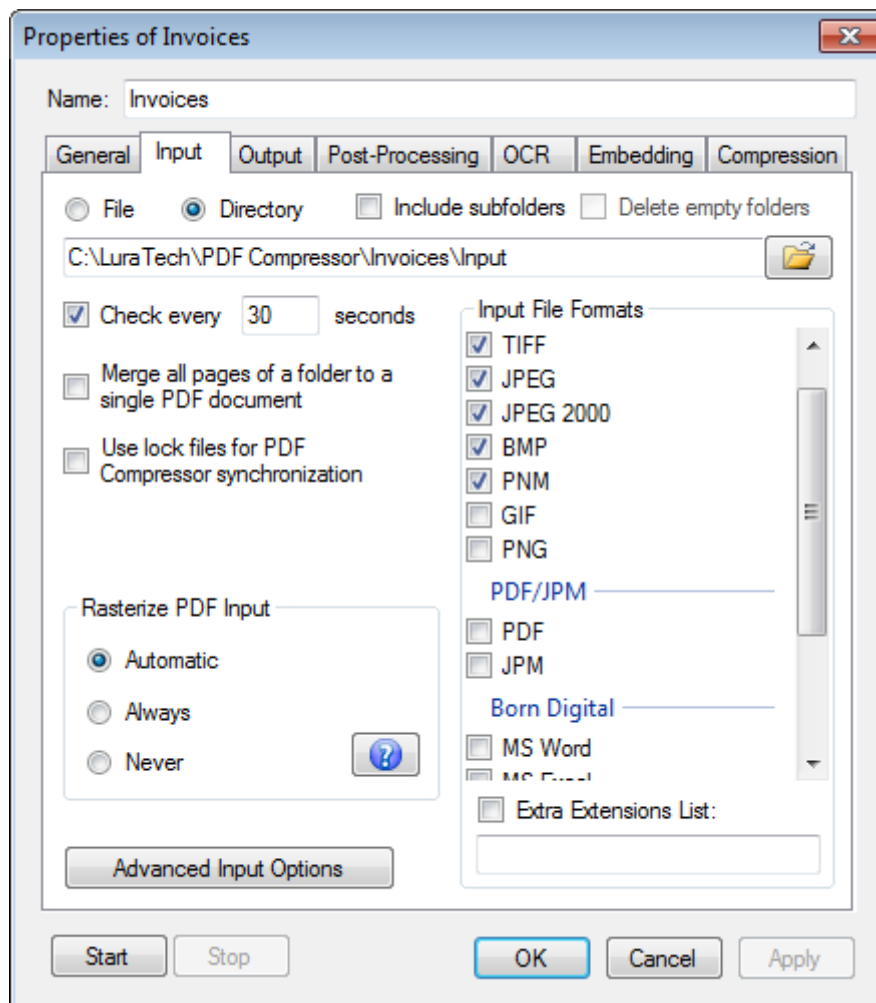 Properties of Invoices
Name: Invoices
General Input Output Post-Processing OCR Embedding Compression
File Directory Include subfolders Delete empty folders
C:\LuraTech\PDF Compressor\Invoices\Input
Check every 30 seconds
Merge all pages of a folder to a
single PDF document
Use lock files for PDF
Compressor synchronization
Input File Formats
TIFF
JPEG
JPEG 2000
BMP
PNM
GIF
PNG
PDF/JPM
PDF
JPM
Born Digital
MS Word
MS Excel
Extra Extensions List:
Rasterize PDF Input
Automatic
Always
Never
Advanced Input Options
Start Stop OK Cancel Apply